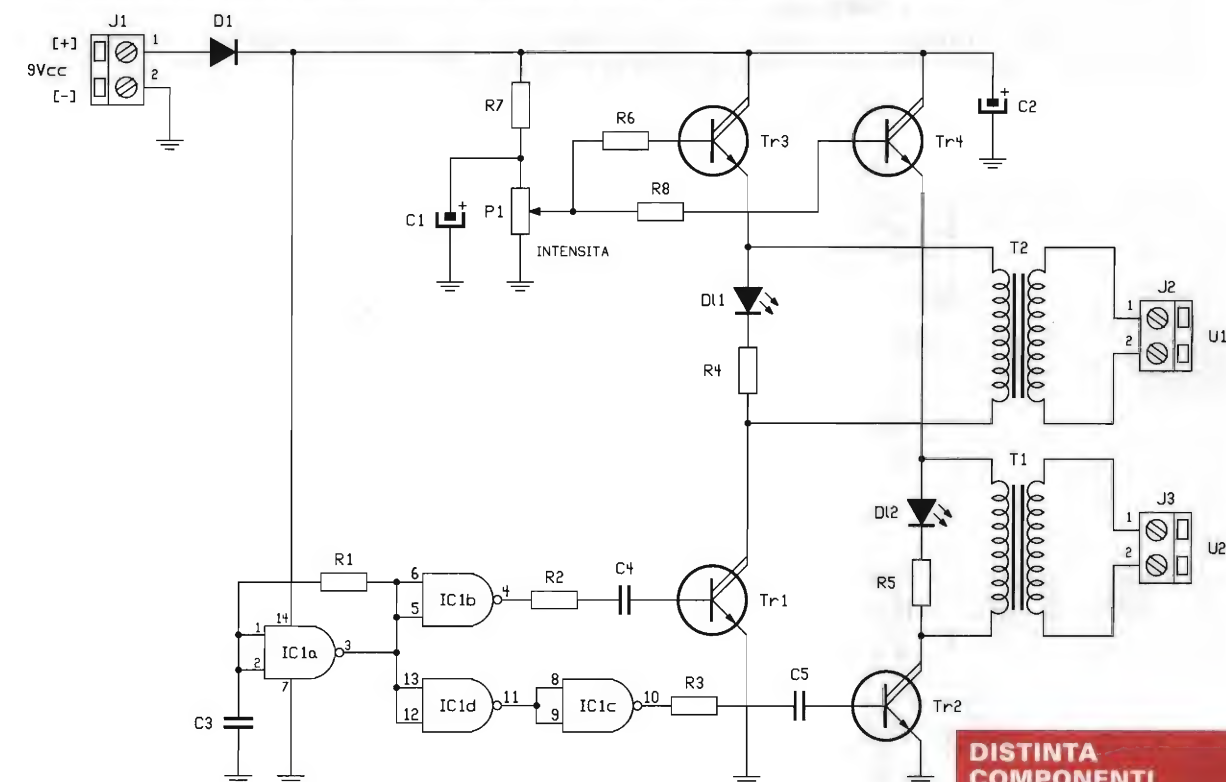 J1
D1
[+]
9Vcc
[-]
1
2
R7
R6
Tr3
Tr4
C2
+
R8
C1
+
P1
INTENSITA
Dl1
R4
T2
J2
1
2
U1
T1
J3
1
2
U2
Dl2
R5
R1
6
5
IC1b
4
R2
C4
Tr1
14
1
2
IC1a
3
7
13
12
IC1d
11
8
9
IC1c
10
R3
C5
Tr2
C3
DISTINTA
COMPONENTI